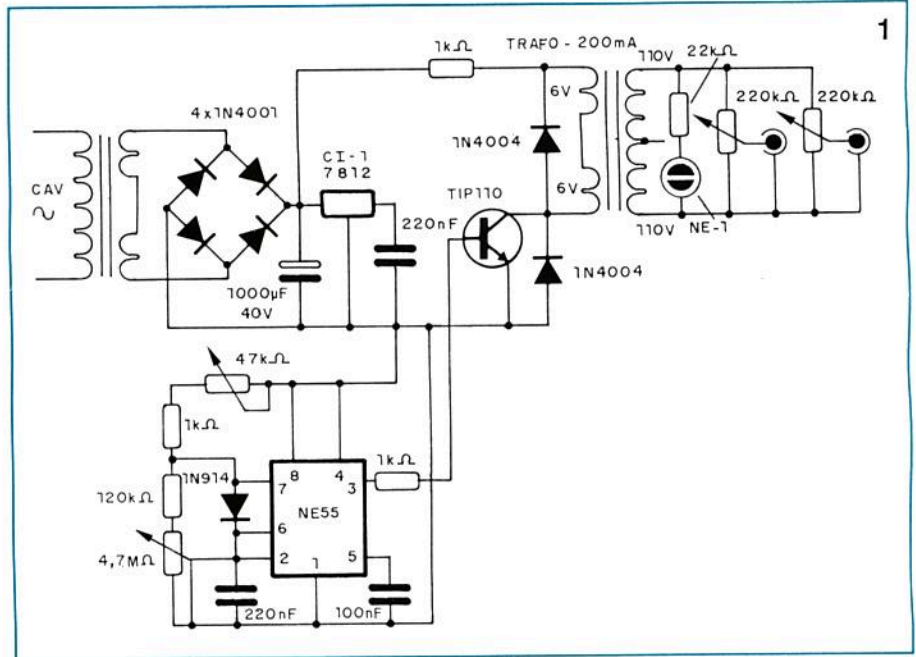 1
1kΩ
TRAFO - 200mA
110V
22kΩ
220kΩ
220kΩ
6V
4x1N4001
1N4004
CI-1
7812
CAV
6V
TIP110
220nF
NE-1
110V
1N4004
1000µF
40V
47kΩ
1kΩ
1kΩ
8
4
1N914
7
3
120kΩ
NE55
6
4,7MΩ
2
1
5
220nF
100nF